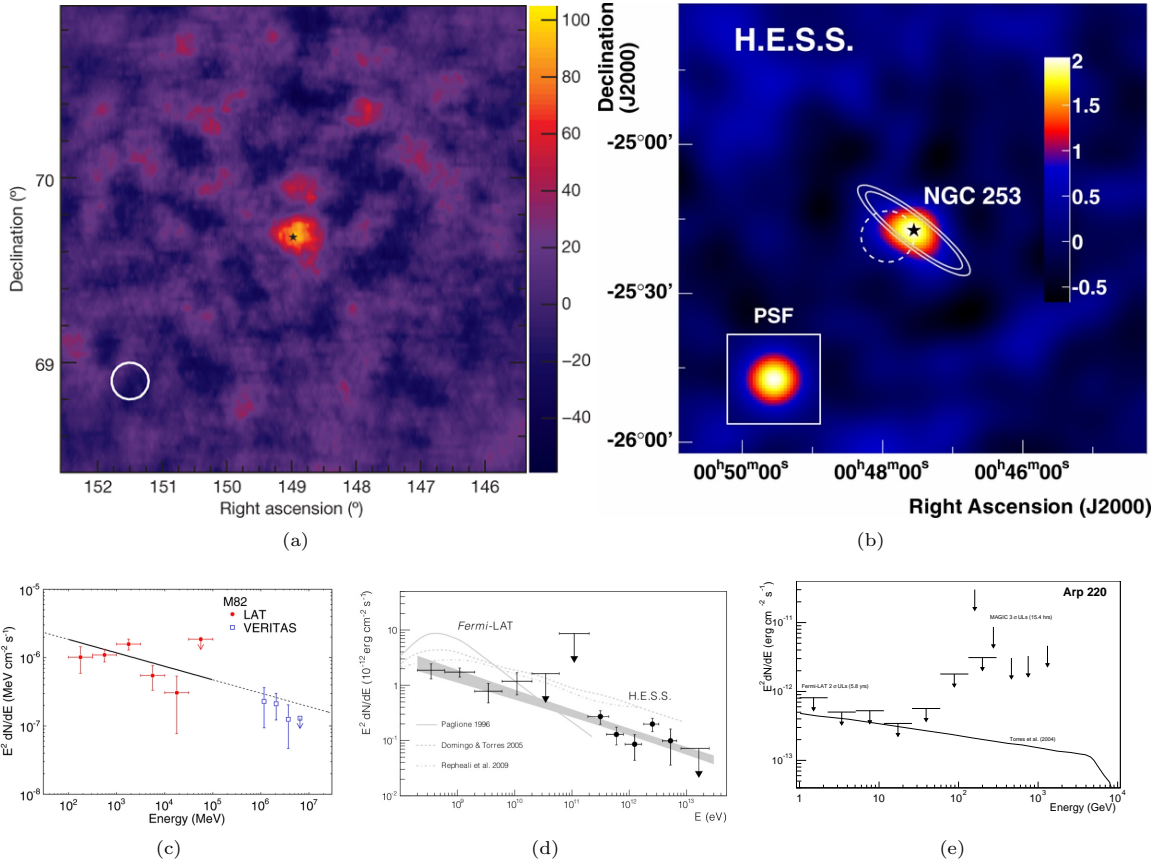 100
80
60
40
20
0
−20
−40
70
69
Declination (º)
152
151
150
149
148
147
146
Right ascension (º)
(a)
Declination
(J2000)
H.E.S.S.
2
1.5
1
0.5
0
-0.5
NGC 253
PSF
-25°00'
-25°30'
-26°00'
00h50m00s
00h48m00s
00h46m00s
Right Ascension (J2000)
(b)
M82
LAT
VERITAS
E² dN/dE (MeV cm⁻² s⁻¹)
10⁻⁵
10⁻⁶
10⁻⁷
10⁻⁸
10²
10³
10⁴
10⁵
10⁶
10⁷
Energy (MeV)
(c)
E² dN/dE (10⁻¹² erg cm⁻² s⁻¹)
10
1
10⁻¹
10⁻²
Fermi-LAT
H.E.S.S.
Paglione 1996
Domingo & Torres 2005
Repheali et al. 2009
10⁹
10¹⁰
10¹¹
10¹²
10¹³
E (eV)
(d)
Arp 220
E²dN/dE (erg cm⁻² s⁻¹)
10⁻¹¹
10⁻¹²
10⁻¹³
MAGIC 3 σ ULs (15.4 hrs)
Fermi-LAT 2 σ ULs (5.8 yrs)
Torres et al. (2004)
1
10
10²
10³
10⁴
Energy (GeV)
(e)